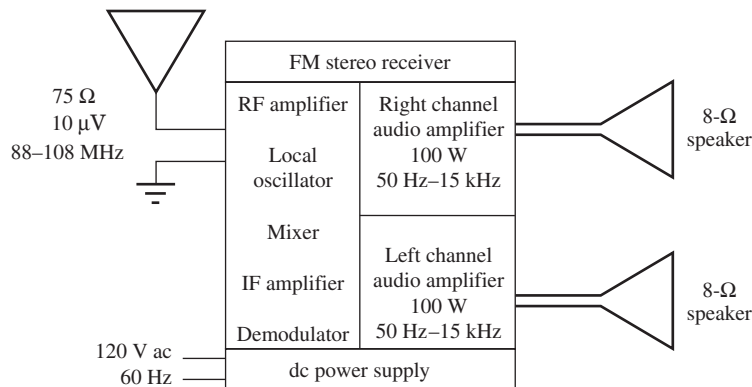 FM stereo receiver
75 Ω
10 μV
88–108 MHz
RF amplifier
Local
oscillator
Mixer
IF amplifier
Demodulator
Right channel
audio amplifier
100 W
50 Hz–15 kHz
8-Ω
speaker
Left channel
audio amplifier
100 W
50 Hz–15 kHz
8-Ω
speaker
120 V ac
60 Hz
dc power supply